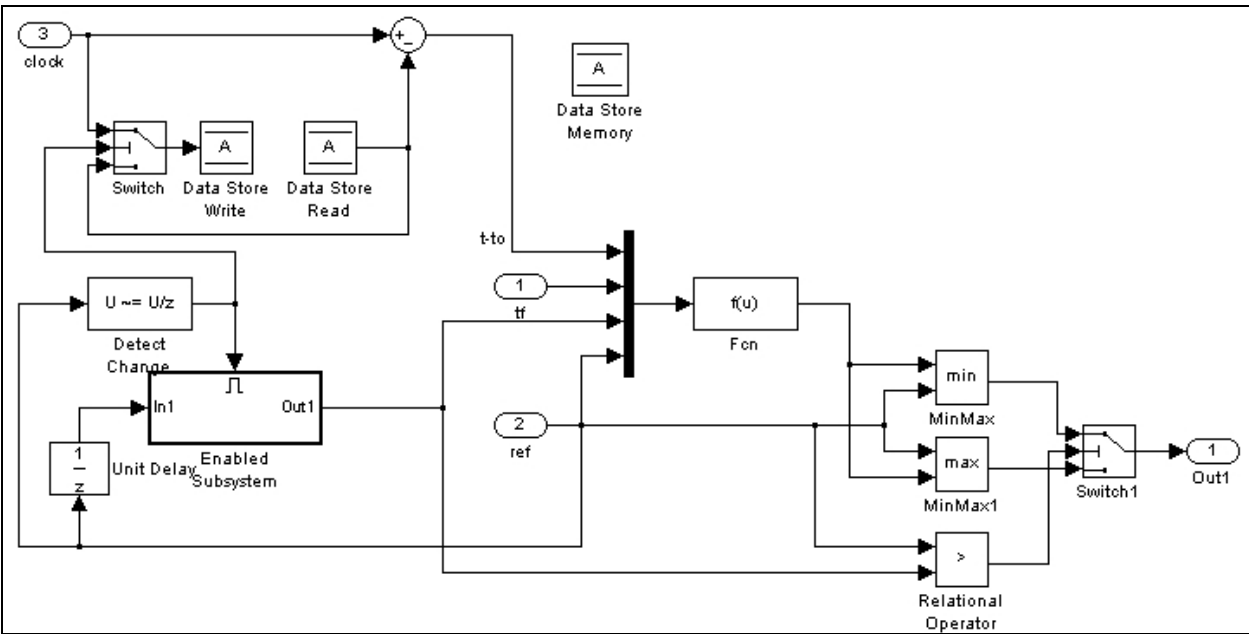 3
clock
+
−
A
Data Store
Memory
A
A
Switch
Data Store
Write
Data Store
Read
t-to
U ~= U/z
Detect
Change
1
tf
f(u)
Fcn
In1
Out1
Enabled
Subsystem
1
z
Unit Delay
2
ref
min
MinMax
max
MinMax1
Switch1
1
Out1
>
Relational
Operator